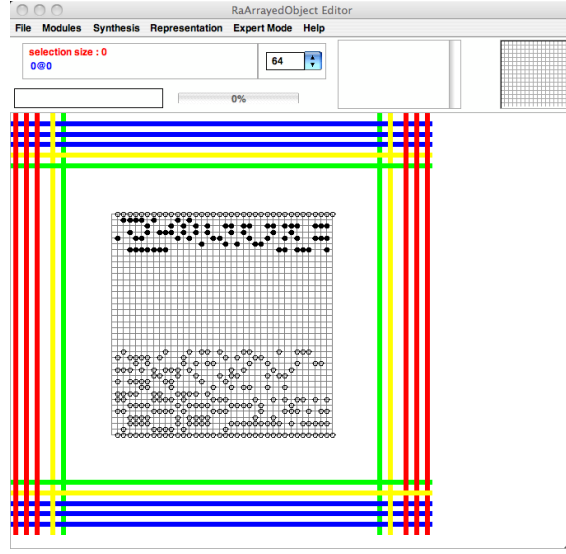 RaArrayedObject Editor
File Modules Synthesis Representation Expert Mode Help
selection size : 0
0@0
64
0%